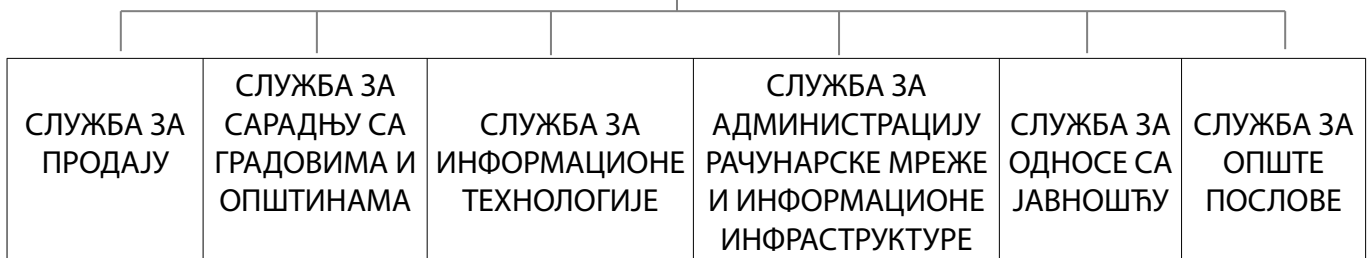 СЛУЖБА ЗА
ПРОДАЈУ
СЛУЖБА ЗА
САРАДЊУ СА
ГРАДОВИМА И
ОПШТИНАМА
СЛУЖБА ЗА
ИНФОРМАЦИОНЕ
ТЕХНОЛОГИЈЕ
СЛУЖБА ЗА
АДМИНИСТРАЦИЈУ
РАЧУНАРСКЕ МРЕЖЕ
И ИНФОРМАЦИОНЕ
ИНФРАСТРУКТУРЕ
СЛУЖБА ЗА
ОДНОСЕ СА
ЈАВНОШЋУ
СЛУЖБА ЗА
ОПШТЕ
ПОСЛОВЕ